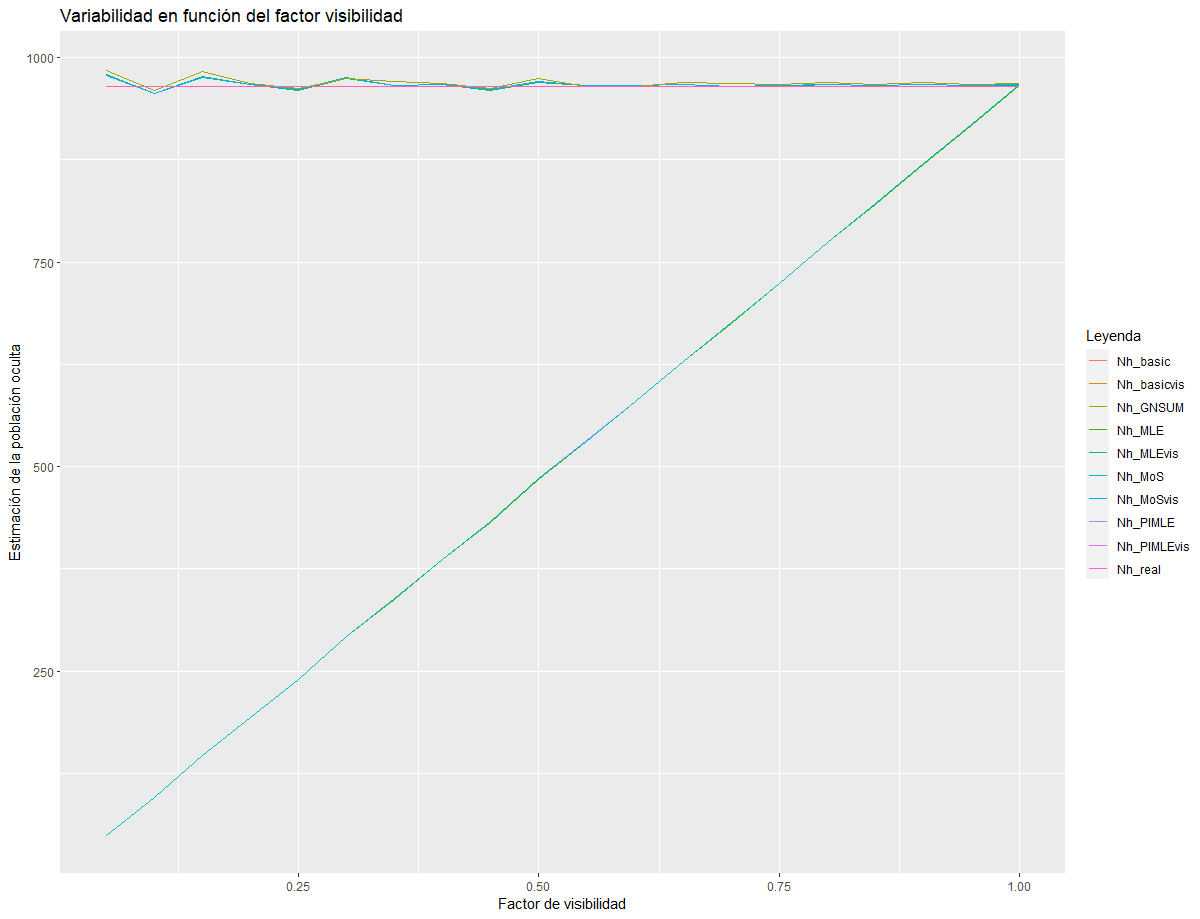 Variabilidad en función del factor visibilidad
Estimación de la población oculta
1000
750
500
250
0.25
0.50
0.75
1.00
Factor de visibilidad
Leyenda
Nh_basic
Nh_basicvis
Nh_GNSUM
Nh_MLE
Nh_MLEvis
Nh_MoS
Nh_MoSvis
Nh_PIMLE
Nh_PIMLEvis
Nh_real